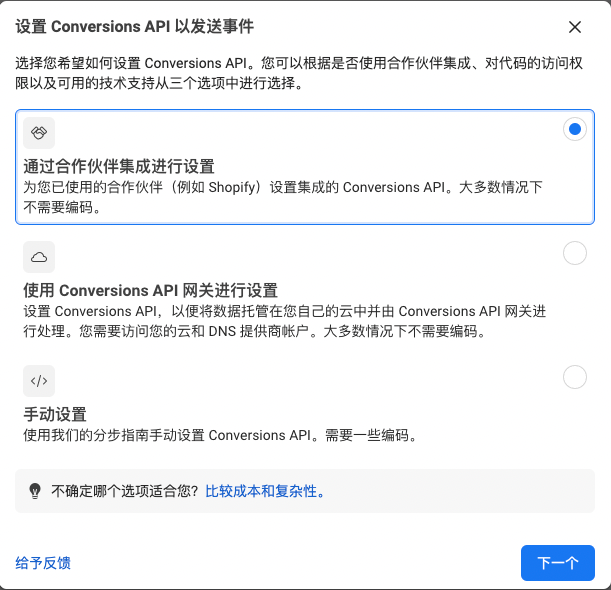 设置 Conversions API 以发送事件
选择您希望如何设置 Conversions API。您可以根据是否使用合作伙伴集成、对代码的访问权
限以及可用的技术支持从三个选项中进行选择。
通过合作伙伴集成进行设置
为您已使用的合作伙伴（例如 Shopify）设置集成的 Conversions API。大多数情况下
不需要编码。
使用 Conversions API 网关进行设置
设置 Conversions API，以便将数据托管在您自己的云中并由 Conversions API 网关进
行处理。您需要访问您的云和 DNS 提供商帐户。大多数情况下不需要编码。
手动设置
使用我们的分步指南手动设置 Conversions API。需要一些编码。
不确定哪个选项适合您？比较成本和复杂性。
给予反馈
下一个